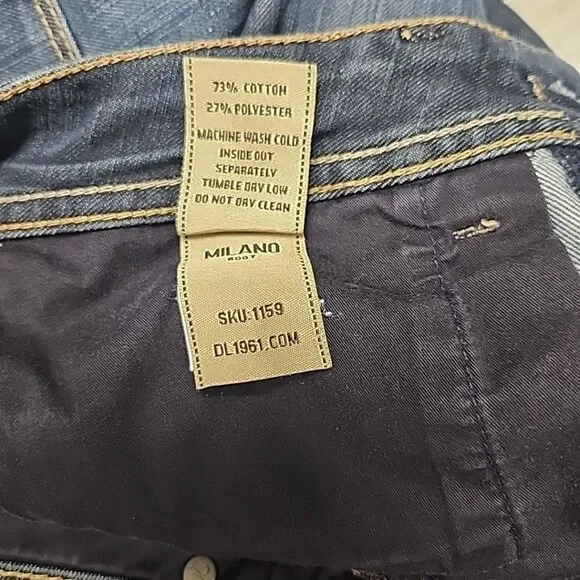 73% COTTON
27% POLYESTER
MACHINE WASH COLD
INSIDE OUT
SEPARATELY
TUMBLE DRY LOW
DO NOT DRY CLEAN
MILANO
BOOT
SKU:1159
DL1961.COM